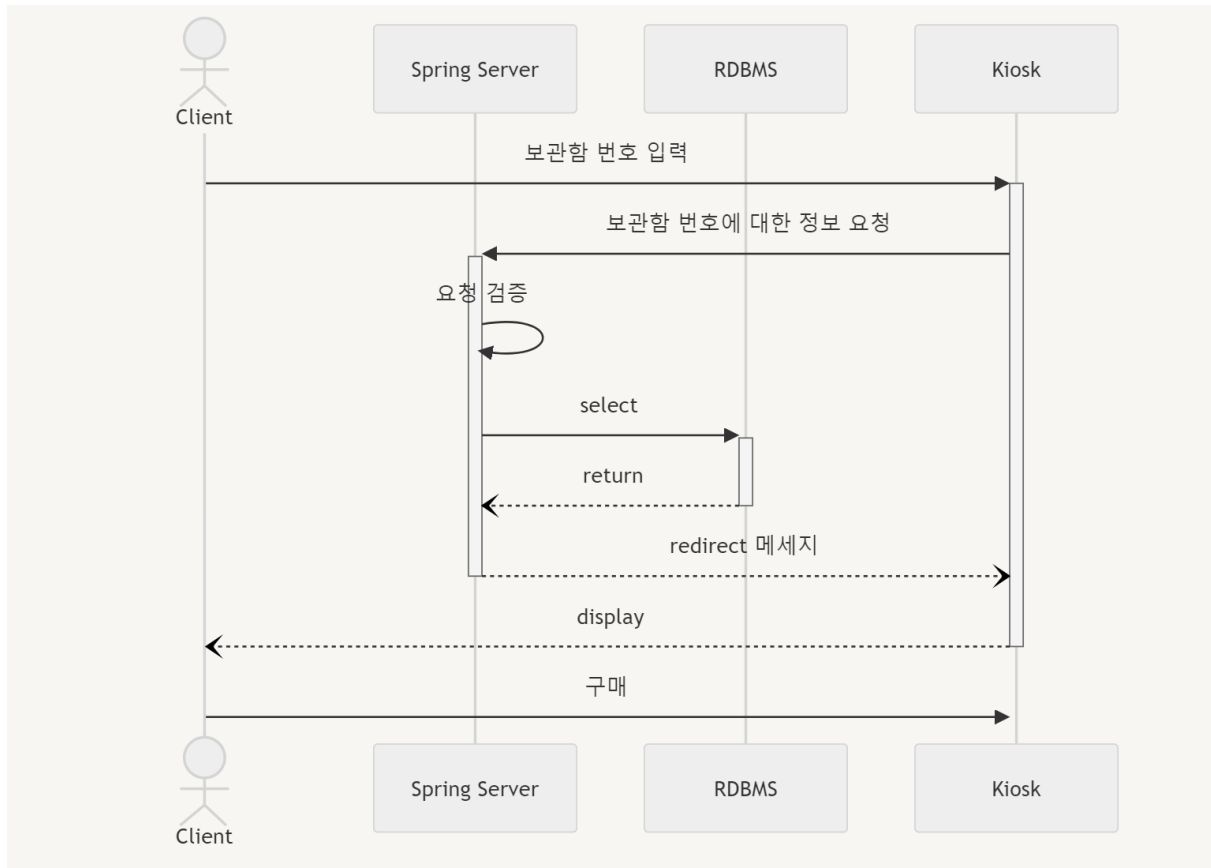 Client
Spring Server
RDBMS
Kiosk
보관함 번호 입력
보관함 번호에 대한 정보 요청
요청 검증
select
return
redirect 메세지
display
구매
Client
Spring Server
RDBMS
Kiosk